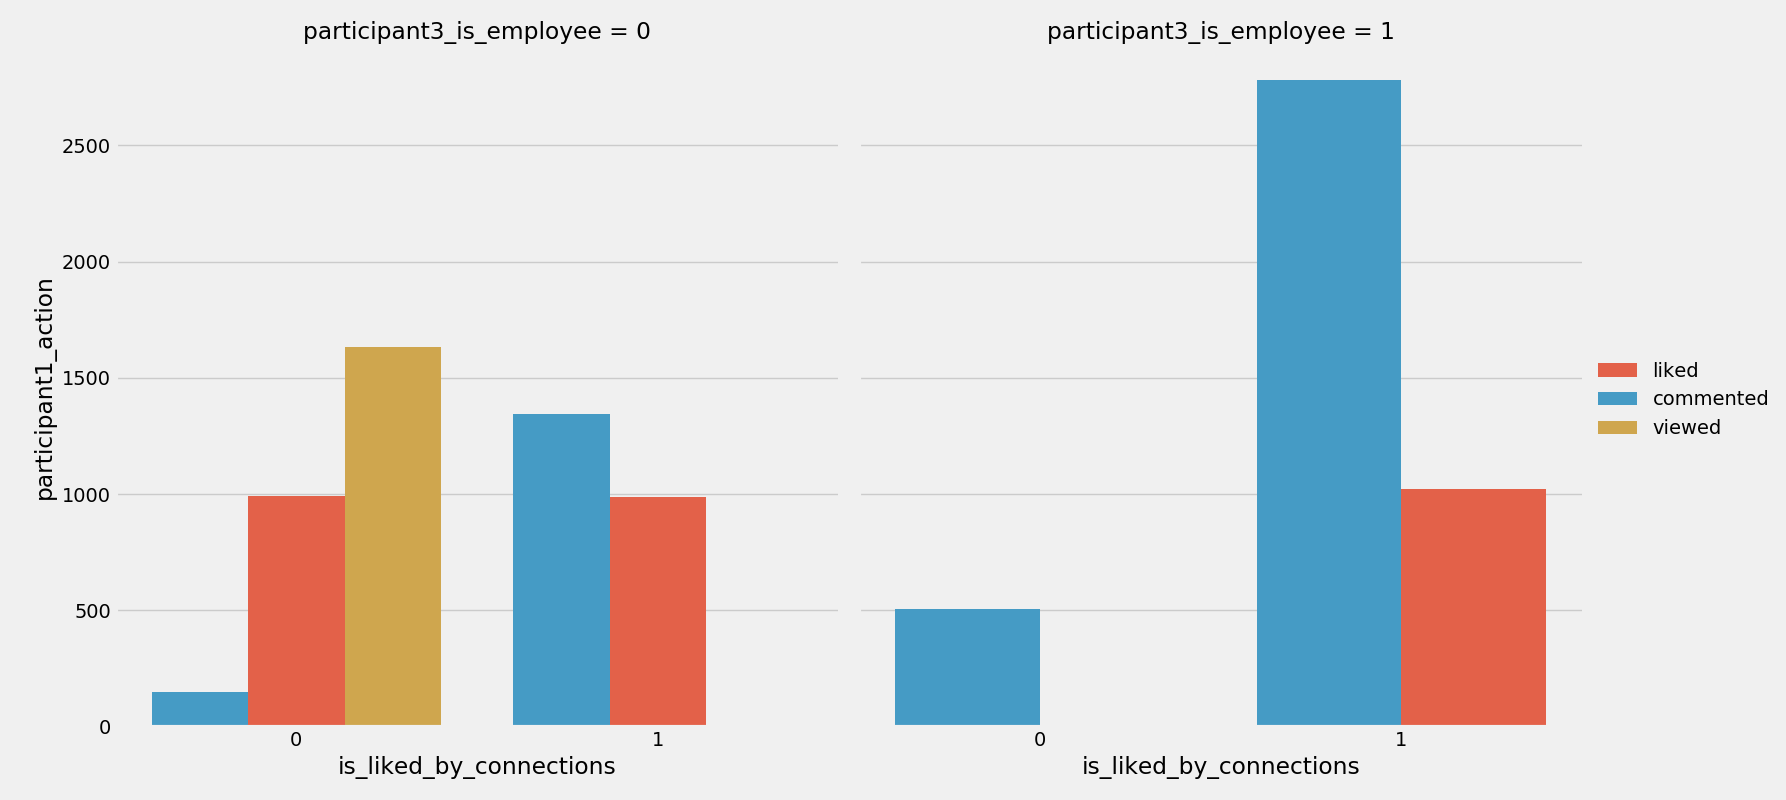 participant3_is_employee = 0
participant3_is_employee = 1
participant1_action
2500
2000
1500
1000
500
0
0
1
0
1
is_liked_by_connections
is_liked_by_connections
liked
commented
viewed